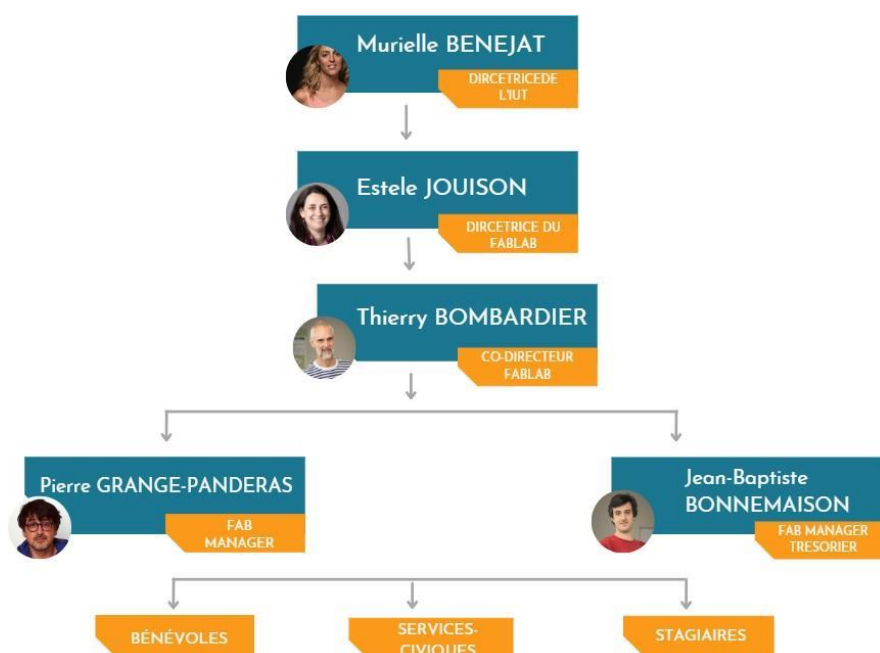 Murielle BENEJAT
DIRCETRICEDE
L'IUT
Estele JOUISON
DIRCETRICE DU
FABLAB
Thierry BOMBARDIER
CO-DIRECTEUR
FABLAB
Pierre GRANGE-PANDERAS
FAB
MANAGER
Jean-Baptiste
BONNEMAISON
FAB MANAGER
TRESORIER
BÉNÉVOLES
SERVICES-
CIVIQUES
STAGIAIRES